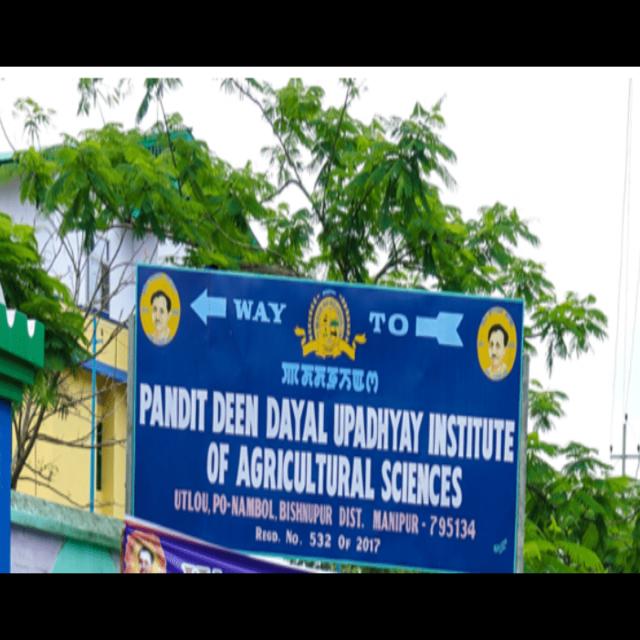 WAY TO
PANDIT DEEN DAYAL UPADHYAY INSTITUTE
OF AGRICULTURAL SCIENCES
UTLOU, PO-NAMBOL, BISHNUPUR DIST. MANIPUR - 795134
REGD. No. 532 OF 2017